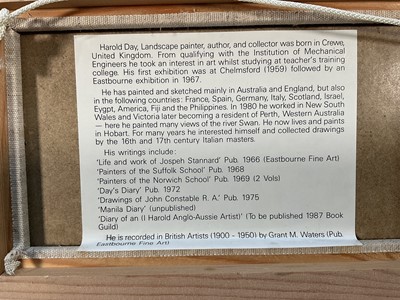 Harold Day, Landscape painter, author, and collector was born in Crewe,
United Kingdom. From qualifying with the Institution of Mechanical
Engineers he took an interest in art whilst studying at teacher's training
college. His first exhibition was at Chelmsford (1959) followed by an
Eastbourne exhibition in 1967.
He has painted and sketched mainly in Australia and England, but also
in the following countries: France, Spain, Germany, Italy, Scotland, Israel,
Eygpt, America, Fiji and the Philippines. In 1980 he worked in New South
Wales and Victoria later becoming a resident of Perth, Western Australia
— here he painted many views of the river Swan. He now lives and paints
in Hobart. For many years he interested himself and collected drawings
by the 16th and 17th century Italian masters.
His writings include:
'Life and work of Jospeh Stannard' Pub. 1966 (Eastbourne Fine Art)
'Painters of the Suffolk School' Pub. 1968
'Painters of the Norwich School' Pub. 1969 (2 Vols)
'Day's Diary' Pub. 1972
'Drawings of John Constable R. A.' Pub. 1975
'Manila Diary' (unpublished)
'Diary of an (I Harold Anglo-Aussie Artist)' (To be published 1987 Book
Guild)
He is recorded in British Artists (1900 - 1950) by Grant M. Waters (Pub.
Eastbourne Fine Art)